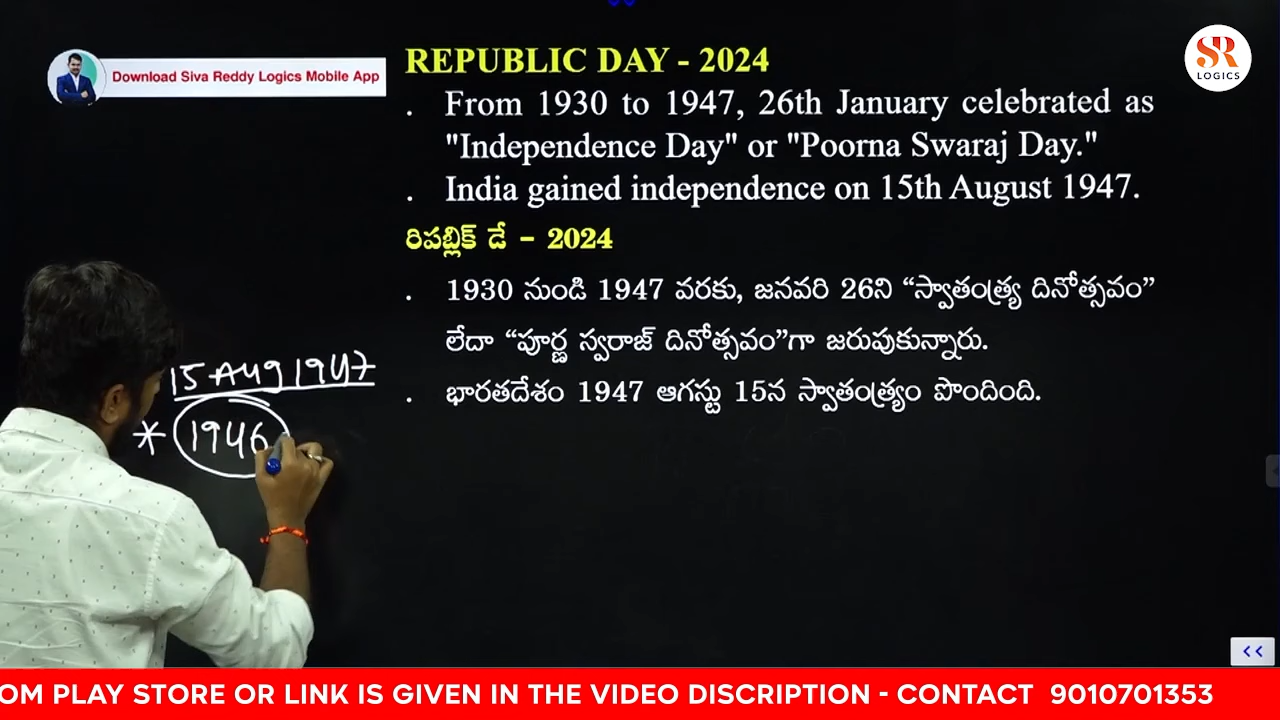 Download Siva Reddy Logics Mobile App
SR
LOGICS
REPUBLIC DAY - 2024
. From 1930 to 1947, 26th January celebrated as
"Independence Day" or "Poorna Swaraj Day."
. India gained independence on 15th August 1947.
రిపబ్లిక్ డే - 2024
. 1930 నుండి 1947 వరకు, జనవరి 26ని “స్వాతంత్ర్య దినోత్సవం”
లేదా “పూర్ణ స్వరాజ్ దినోత్సవం”గా జరుపుకున్నారు.
. భారతదేశం 1947 ఆగస్టు 15న స్వాతంత్ర్యం పొందింది.
15 Aug 1947
* 1946
<<
OM PLAY STORE OR LINK IS GIVEN IN THE VIDEO DISCRIPTION - CONTACT 9010701353